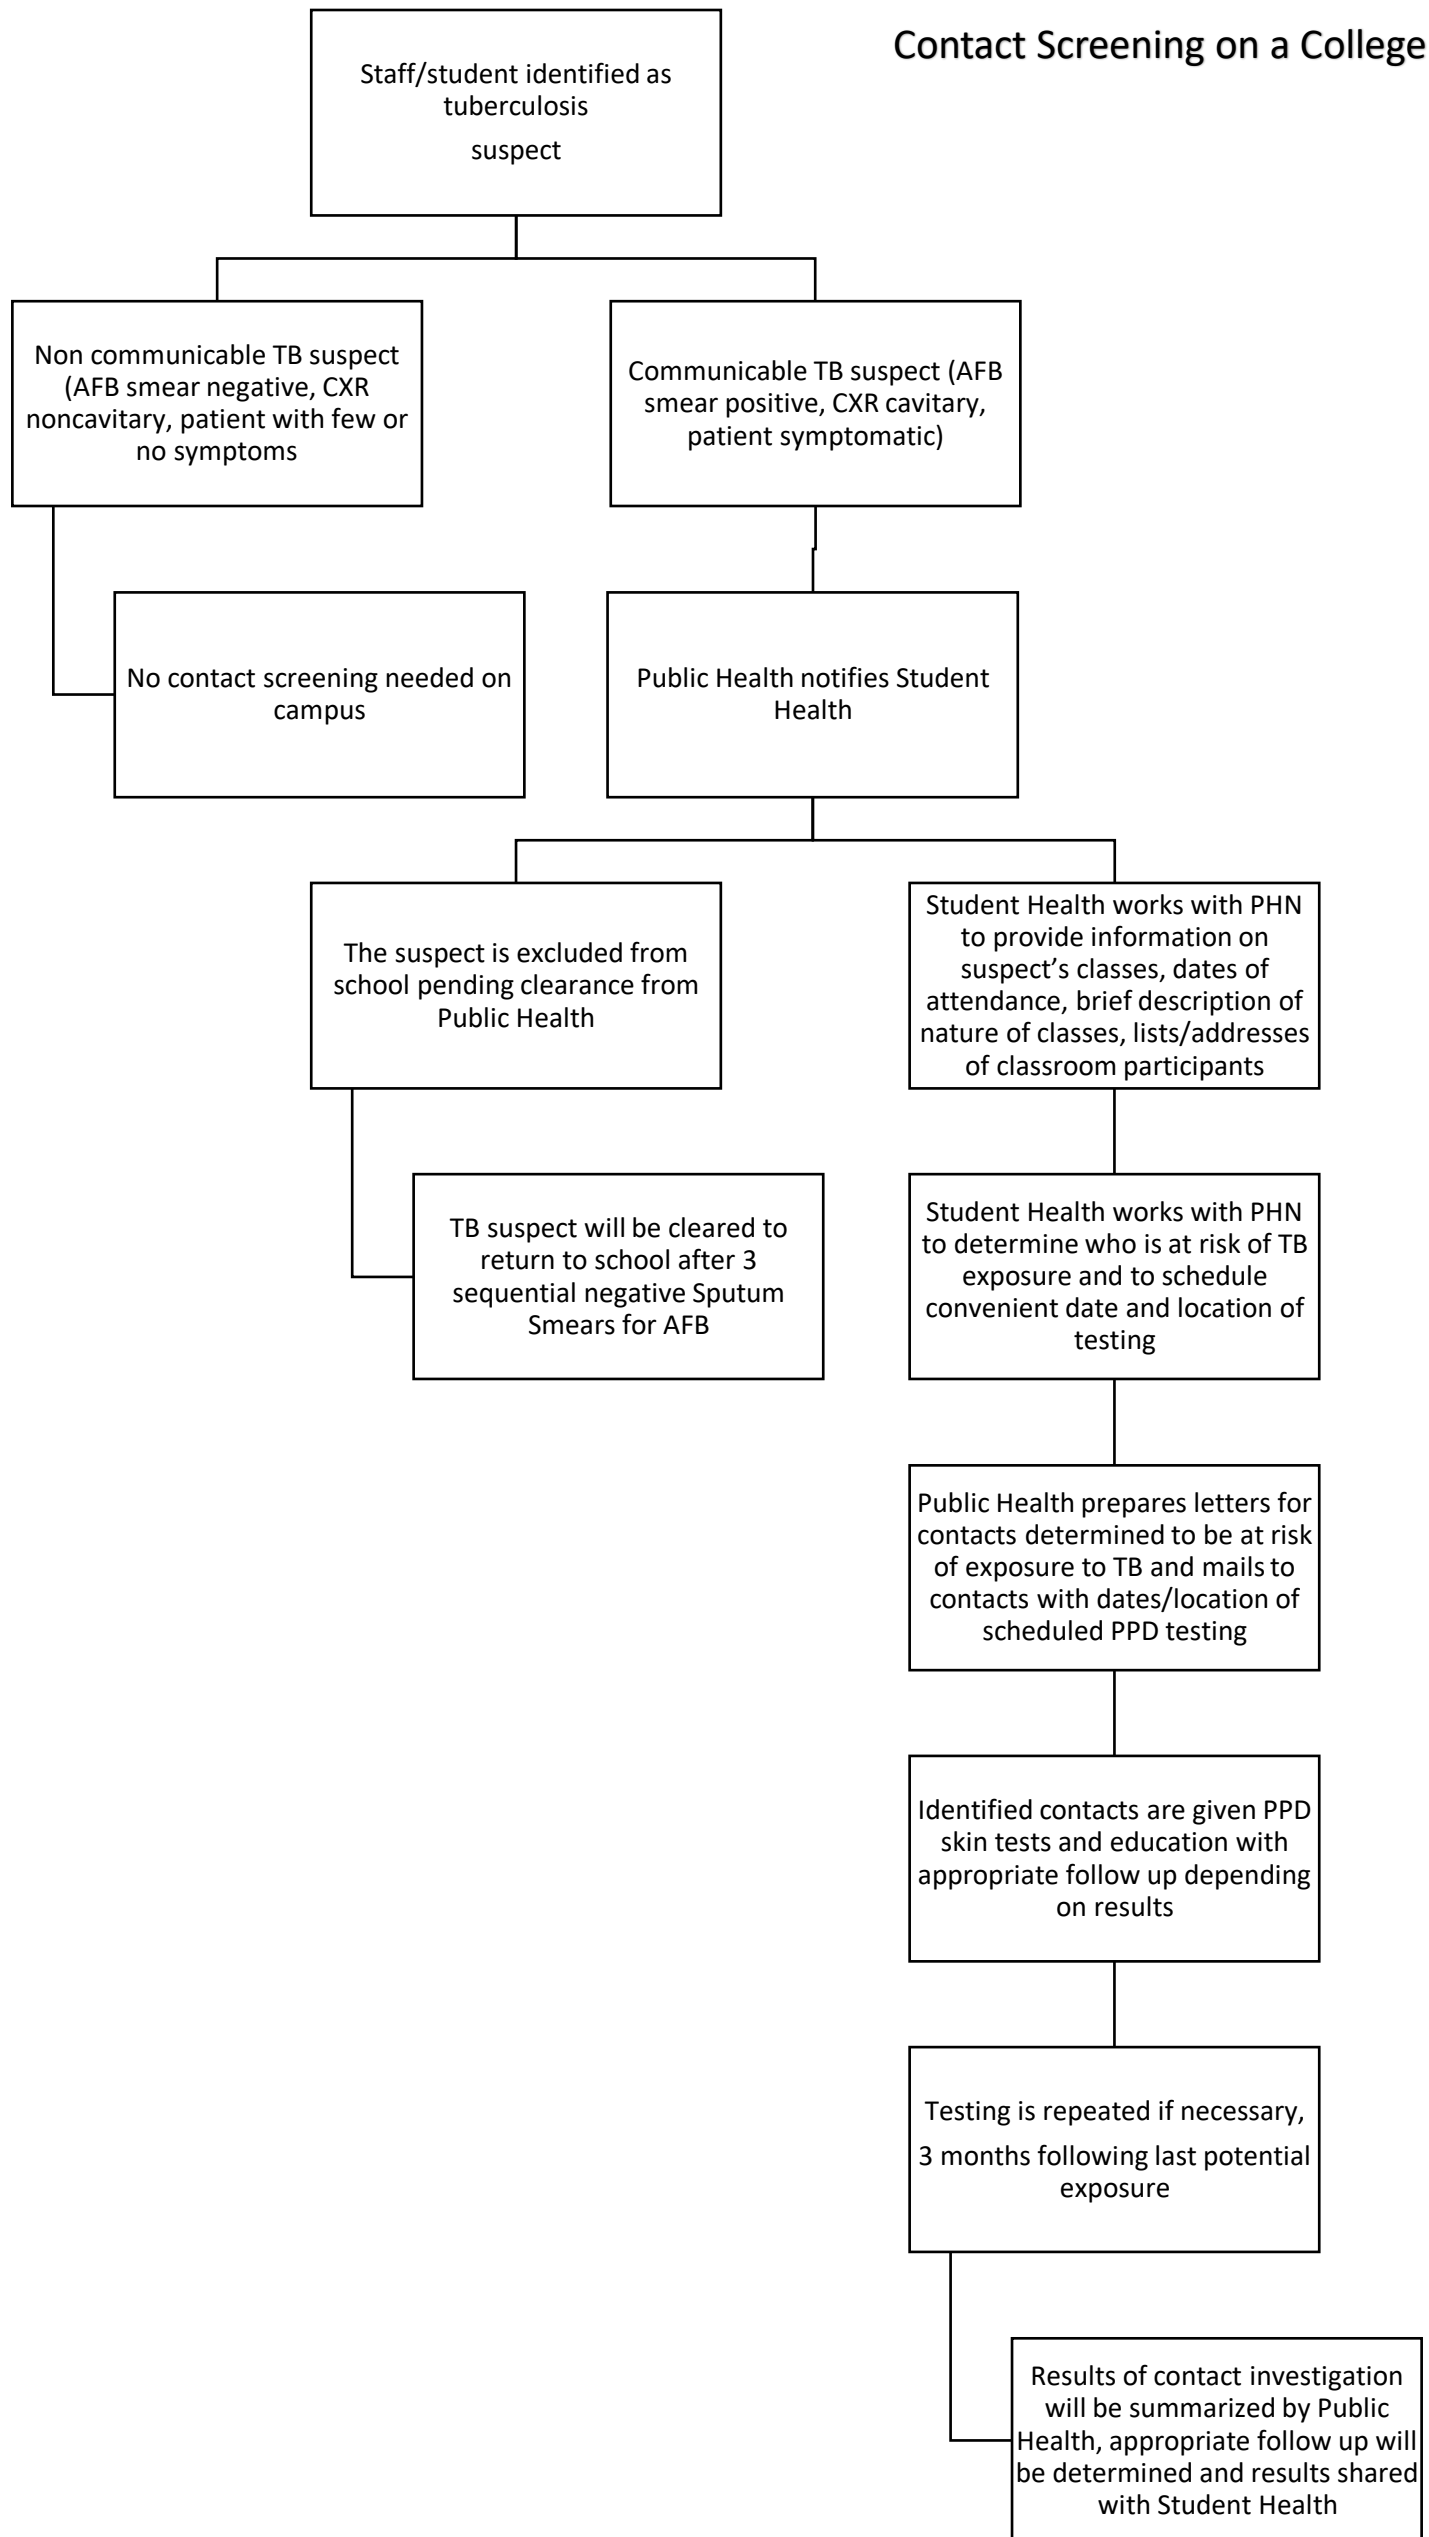 Contact Screening on a College
Staff/student identified as
tuberculosis
suspect
Non communicable TB suspect
(AFB smear negative, CXR
noncavitary, patient with few or
no symptoms
Communicable TB suspect (AFB
smear positive, CXR cavitary,
patient symptomatic)
No contact screening needed on
campus
Public Health notifies Student
Health
The suspect is excluded from
school pending clearance from
Public Health
Student Health works with PHN
to provide information on
suspect’s classes, dates of
attendance, brief description of
nature of classes, lists/addresses
of classroom participants
TB suspect will be cleared to
return to school after 3
sequential negative Sputum
Smears for AFB
Student Health works with PHN
to determine who is at risk of TB
exposure and to schedule
convenient date and location of
testing
Public Health prepares letters for
contacts determined to be at risk
of exposure to TB and mails to
contacts with dates/location of
scheduled PPD testing
Identified contacts are given PPD
skin tests and education with
appropriate follow up depending
on results
Testing is repeated if necessary,
3 months following last potential
exposure
Results of contact investigation
will be summarized by Public
Health, appropriate follow up will
be determined and results shared
with Student Health